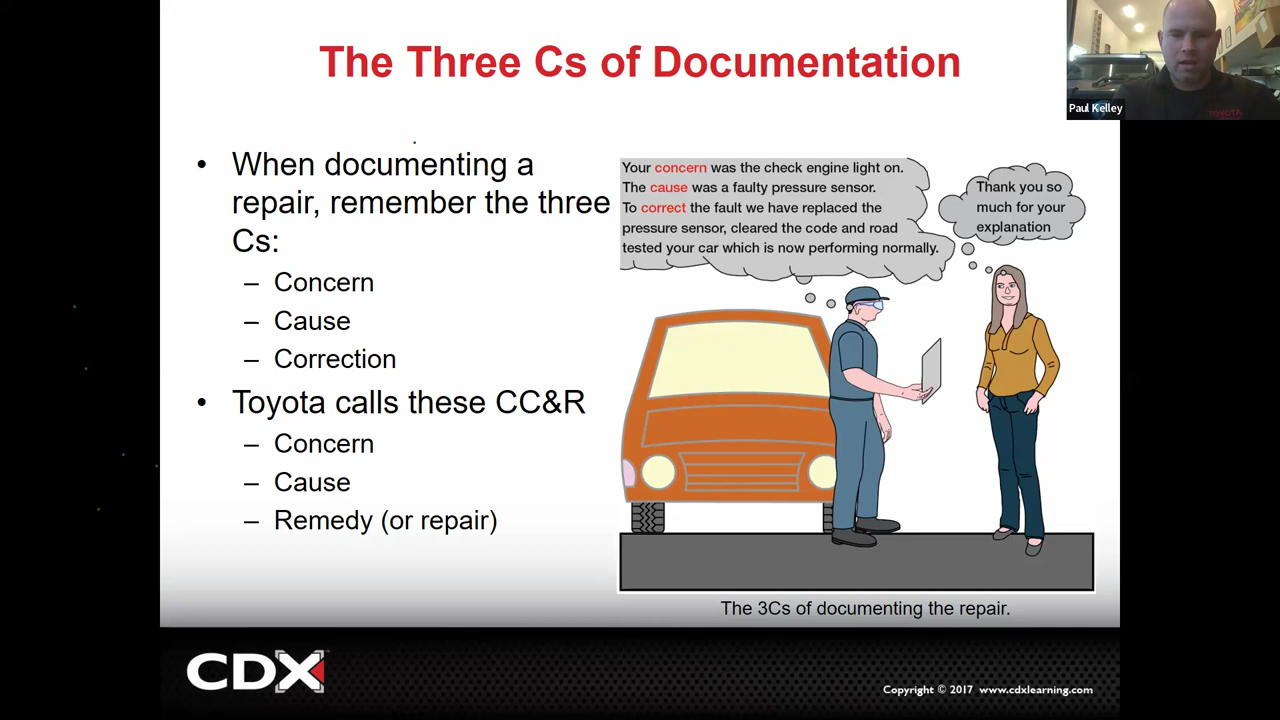 The Three Cs of Documentation
Paul Kelley
• When documenting a
repair, remember the three
Cs:
– Concern
– Cause
– Correction
• Toyota calls these CC&R
– Concern
– Cause
– Remedy (or repair)
Your concern was the check engine light on.
The cause was a faulty pressure sensor.
To correct the fault we have replaced the
pressure sensor, cleared the code and road
tested your car which is now performing normally.
Thank you so
much for your
explanation
The 3Cs of documenting the repair.
CDX
Copyright © 2017 www.cdxlearning.com
TOYOTA